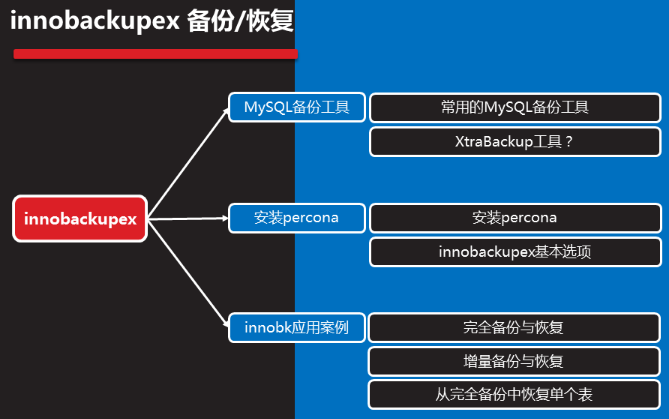 innobackupex 备份/恢复
innobackupex
MySQL备份工具
常用的MySQL备份工具
XtraBackup工具？
安装percona
安装percona
innobackupex基本选项
innobk应用案例
完全备份与恢复
增量备份与恢复
从完全备份中恢复单个表